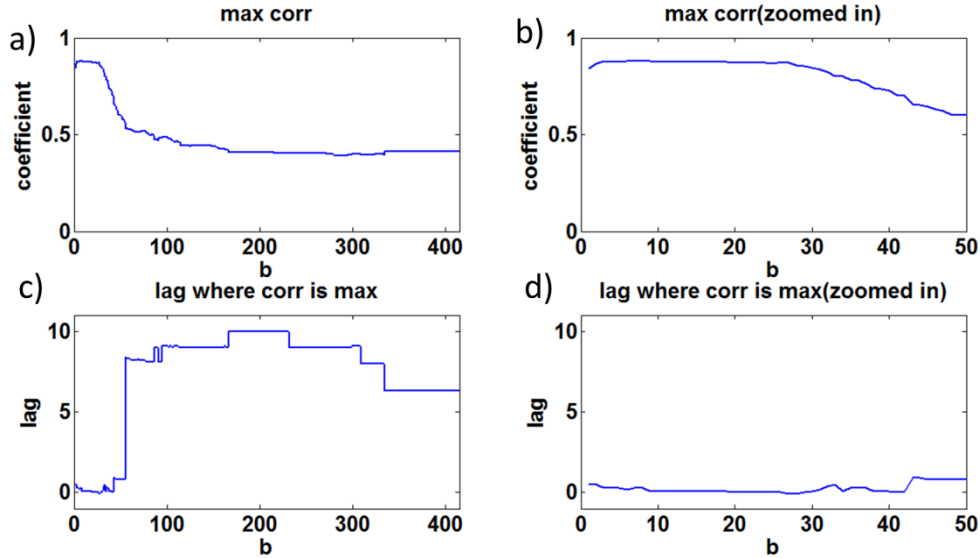 max corr
max corr(zoomed in)
a)
b)
1
0.5
0
coefficient
0
100
200
300
400
b
1
0.5
0
coefficient
0
10
20
30
40
50
b
c)
lag where corr is max
d)
lag where corr is max(zoomed in)
10
5
0
lag
0
100
200
300
400
b
10
5
0
lag
0
10
20
30
40
50
b